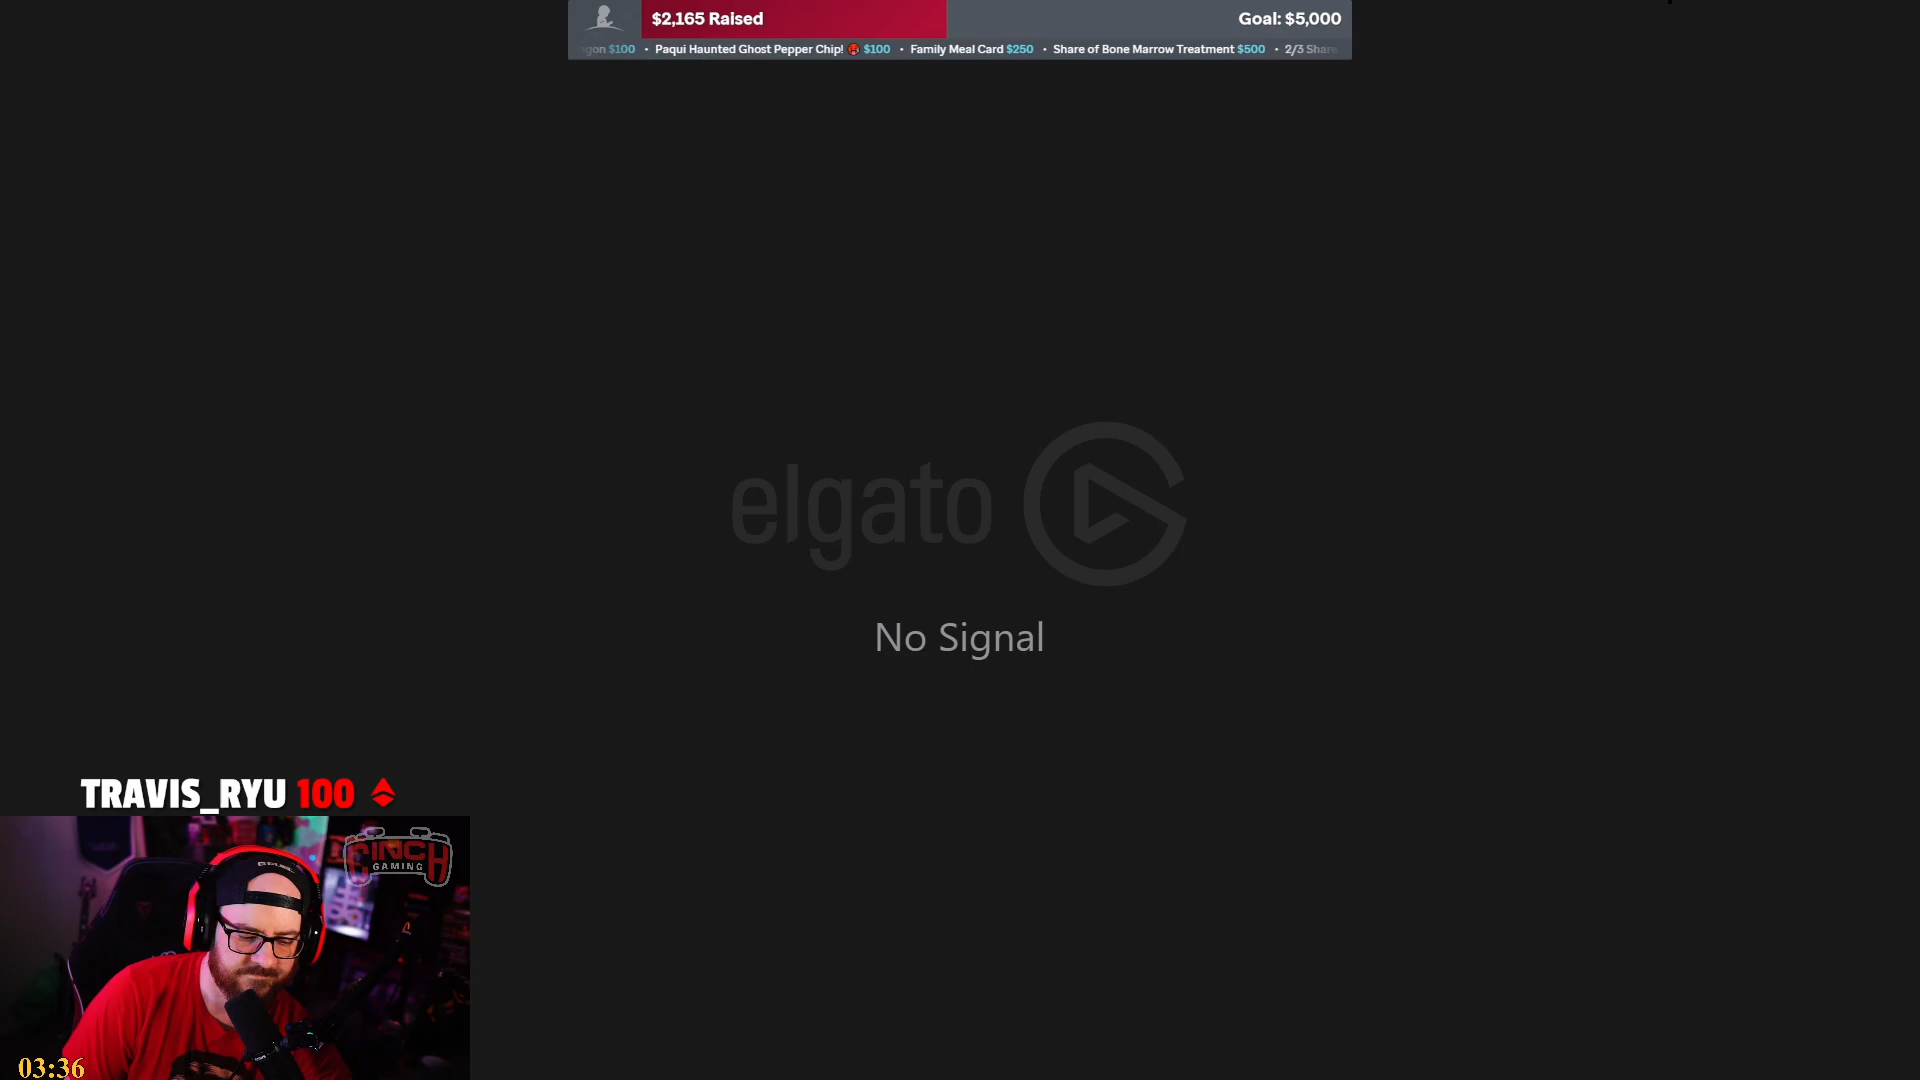 $2,165 Raised
Goal: $5,000
$100 · Paqui Haunted Ghost Pepper Chip! $100 · Family Meal Card $250 · Share of Bone Marrow Treatment $500 · 2/3 Share
elgato
No Signal
TRAVIS_RYU 100
CINCH
GAMING
03:36